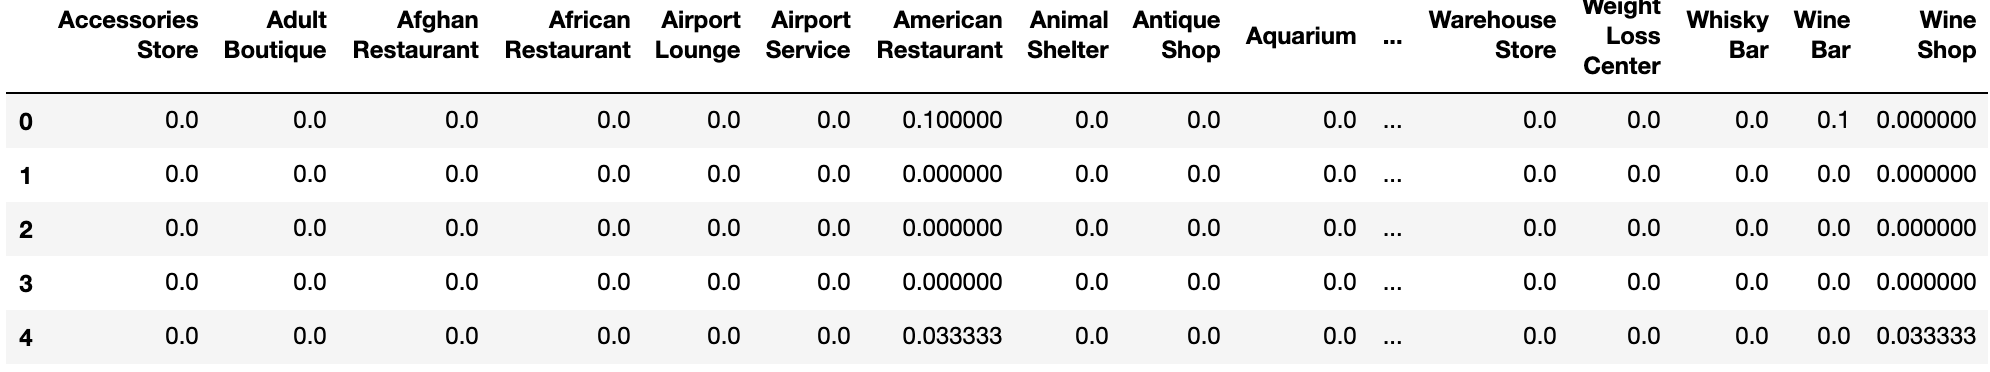 Accessories Store Adult Boutique Afghan Restaurant African Restaurant Airport Lounge Airport Service American Restaurant Animal Shelter Antique Shop Aquarium ... Warehouse Store Weight Loss Center Whisky Bar Wine Bar Wine Shop
0 0.0 0.0 0.0 0.0 0.0 0.0 0.100000 0.0 0.0 0.0 ... 0.0 0.0 0.0 0.1 0.000000
1 0.0 0.0 0.0 0.0 0.0 0.0 0.000000 0.0 0.0 0.0 ... 0.0 0.0 0.0 0.0 0.000000
2 0.0 0.0 0.0 0.0 0.0 0.0 0.000000 0.0 0.0 0.0 ... 0.0 0.0 0.0 0.0 0.000000
3 0.0 0.0 0.0 0.0 0.0 0.0 0.000000 0.0 0.0 0.0 ... 0.0 0.0 0.0 0.0 0.000000
4 0.0 0.0 0.0 0.0 0.0 0.0 0.033333 0.0 0.0 0.0 ... 0.0 0.0 0.0 0.0 0.033333